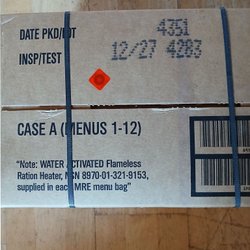 DATE PKD/LOT 4351
INSP/TEST 12/27 4283
CASE A (MENUS 1-12)
"Note: WATER ACTIVATED Flameless
Ration Heater, NSN 8970-01-321-9153,
supplied in each MRE menu bag"